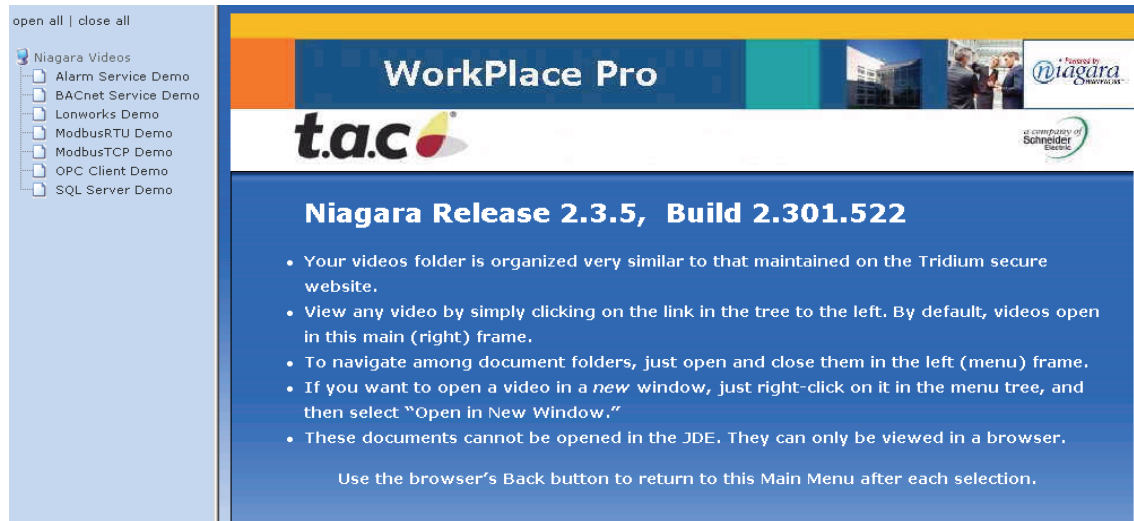 open all | close all
Niagara Videos
Alarm Service Demo
BACnet Service Demo
Lonworks Demo
ModbusRTU Demo
ModbusTCP Demo
OPC Client Demo
SQL Server Demo
WorkPlace Pro
Powered by
niagara
t.a.c
a company of
Schneider
Electric
Niagara Release 2.3.5, Build 2.301.522
• Your videos folder is organized very similar to that maintained on the Tridium secure
website.
• View any video by simply clicking on the link in the tree to the left. By default, videos open
in this main (right) frame.
• To navigate among document folders, just open and close them in the left (menu) frame.
• If you want to open a video in a new window, just right-click on it in the menu tree, and
then select “Open in New Window.”
• These documents cannot be opened in the JDE. They can only be viewed in a browser.
Use the browser’s Back button to return to this Main Menu after each selection.